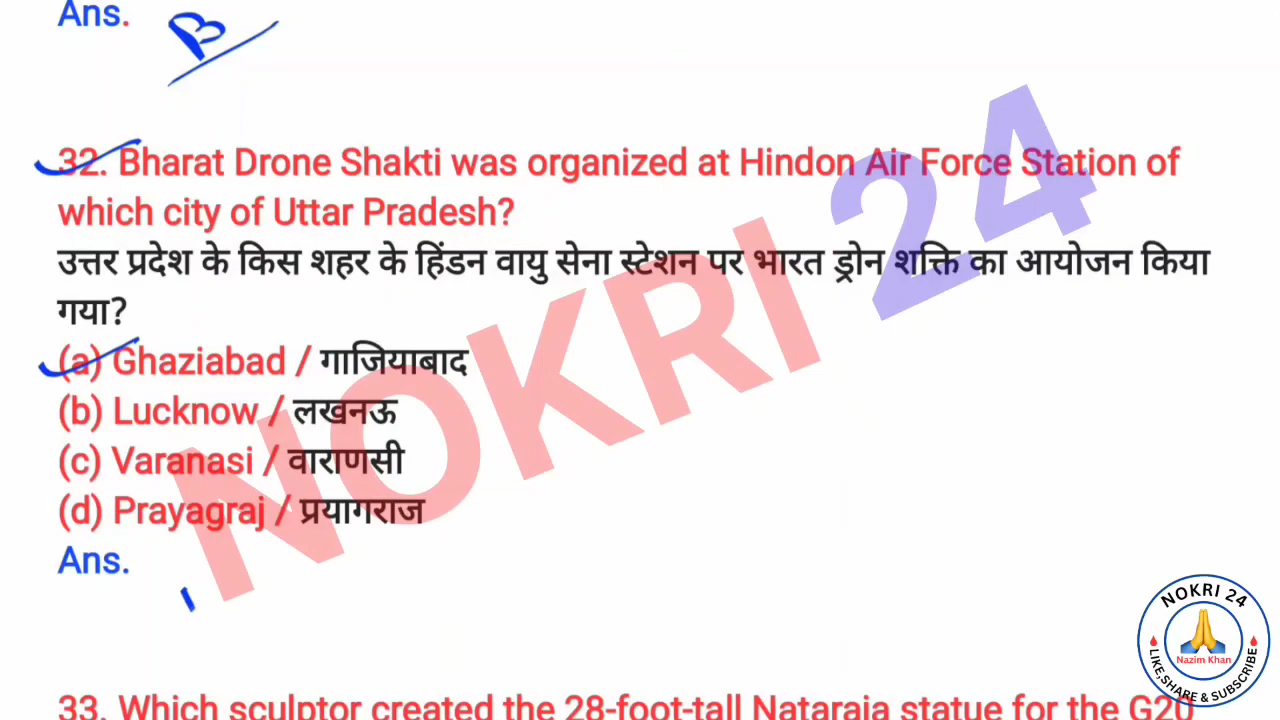 Ans. B
32. Bharat Drone Shakti was organized at Hindon Air Force Station of
which city of Uttar Pradesh?
उत्तर प्रदेश के किस शहर के हिंडन वायु सेना स्टेशन पर भारत ड्रोन शक्ति का आयोजन किया
गया?
(a) Ghaziabad / गाजियाबाद
(b) Lucknow / लखनऊ
(c) Varanasi / वाराणसी
(d) Prayagraj / प्रयागराज
Ans.
33. Which sculptor created the 28-foot-tall Nataraja statue for the G20
NOKRI 24
NOKRI 24
Nazim Khan
LIKE,SHARE & SUBSCRIBE